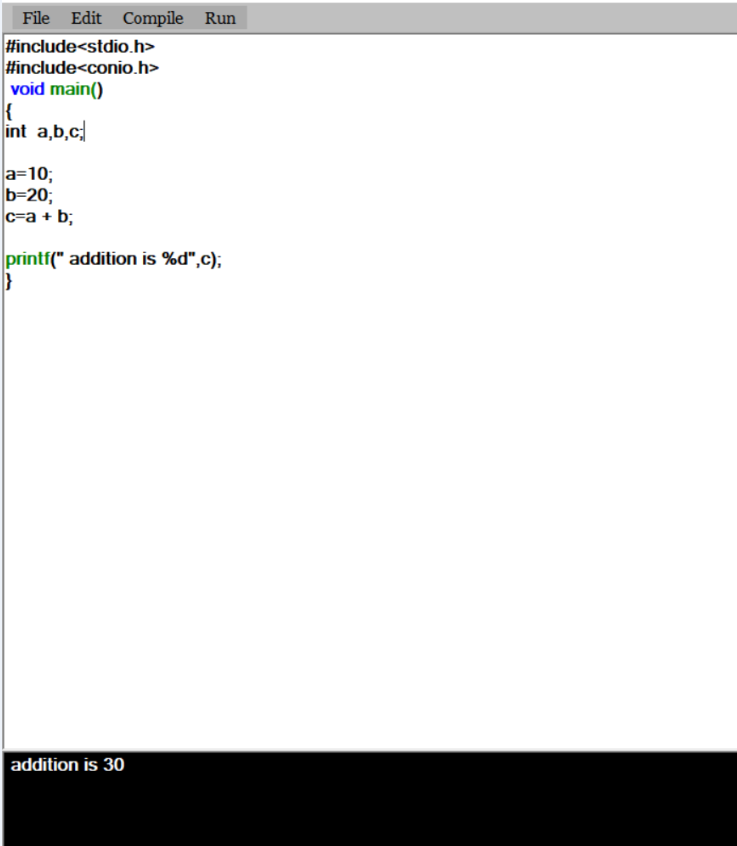 File Edit Compile Run
#include<stdio.h>
#include<conio.h>
void main()
{
int  a,b,c;
a=10;
b=20;
c=a + b;
printf(" addition is %d",c);
}
addition is 30